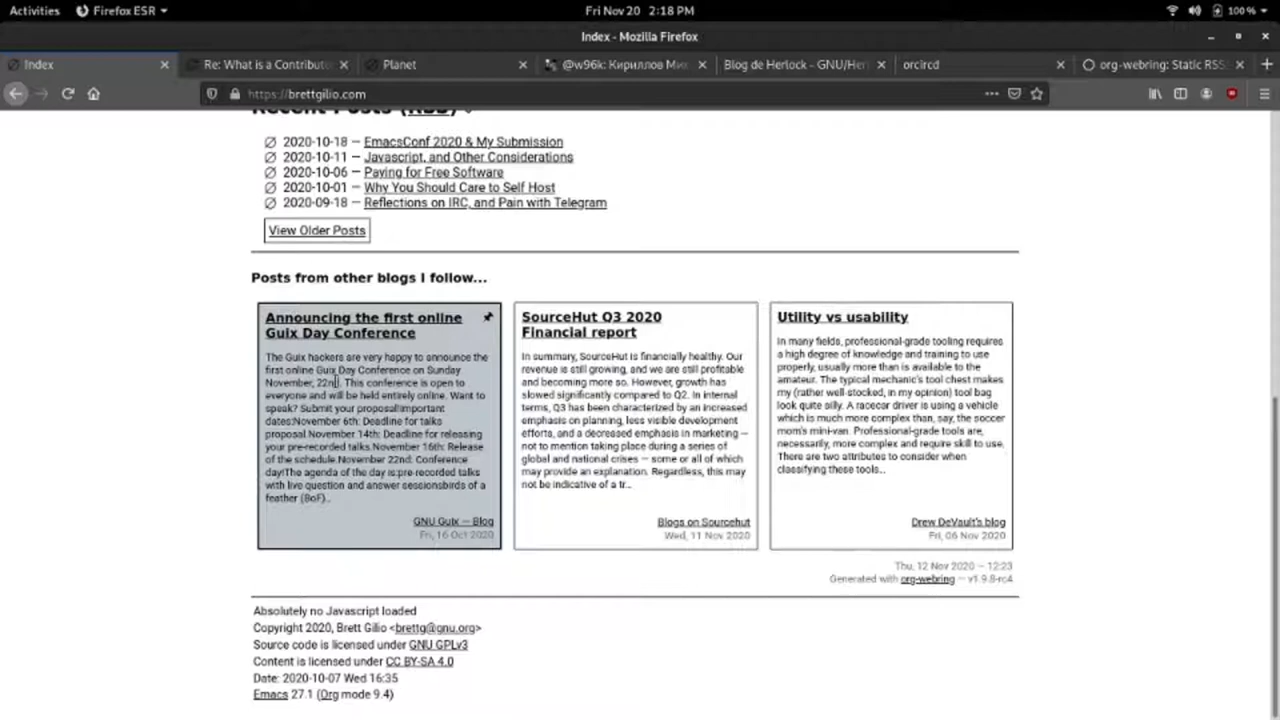 Activities Firefox ESR Fri Nov 20 2:18 PM 100 %
Index - Mozilla Firefox
Index Re: What is a Contributo Planet @w96k: Кириллов Ми Blog de Herlock - GNU/Her orcircd org-webring: Static RSS
https://brettgilio.com
Recent Posts (RSS)
2020-10-18 — EmacsConf 2020 & My Submission
2020-10-11 — Javascript, and Other Considerations
2020-10-06 — Paying for Free Software
2020-10-01 — Why You Should Care to Self Host
2020-09-18 — Reflections on IRC, and Pain with Telegram
View Older Posts
Posts from other blogs I follow...
Announcing the first online
Guix Day Conference
The Guix hackers are very happy to announce the
first online Guix Day Conference on Sunday
November, 22nd. This conference is open to
everyone and will be held entirely online. Want to
speak? Submit your proposal!Important
dates:November 6th: Deadline for talks
proposal.November 14th: Deadline for releasing
your pre-recorded talks.November 16th: Release
of the schedule.November 22nd: Conference
day!The agenda of the day is:pre-recorded talks
with live question and answer sessionsbirds of a
feather (BoF)...
GNU Guix — Blog
Fri, 16 Oct 2020
SourceHut Q3 2020
Financial report
In summary, SourceHut is financially healthy. Our
revenue is still growing, and we are still profitable
and becoming more so. However, growth has
slowed significantly compared to Q2. In internal
terms, Q3 has been characterized by an increased
emphasis on planning, less visible development
efforts, and a decreased emphasis in marketing —
not to mention taking place during a series of
global and national crises — some or all of which
may provide an explanation. Regardless, this may
not be indicative of a tr...
Blogs on Sourcehut
Wed, 11 Nov 2020
Utility vs usability
In many fields, professional-grade tooling requires
a high degree of knowledge and training to use
properly, usually more than is available to the
amateur. The typical mechanic's tool chest makes
my (rather well-stocked, in my opinion) tool bag
look quite silly. A racecar driver is using a vehicle
which is much more complex than, say, the soccer
mom's mini-van. Professional-grade tools are,
necessarily, more complex and require skill to use.
There are two attributes to consider when
classifying these tools...
Drew DeVault's blog
Fri, 06 Nov 2020
Thu, 12 Nov 2020 — 12:23
Generated with org-webring — v1.9.8-rc4
Absolutely no Javascript loaded
Copyright 2020, Brett Gilio <brettg@gnu.org>
Source code is licensed under GNU GPLv3
Content is licensed under CC BY-SA 4.0
Date: 2020-10-07 Wed 16:35
Emacs 27.1 (Org mode 9.4)